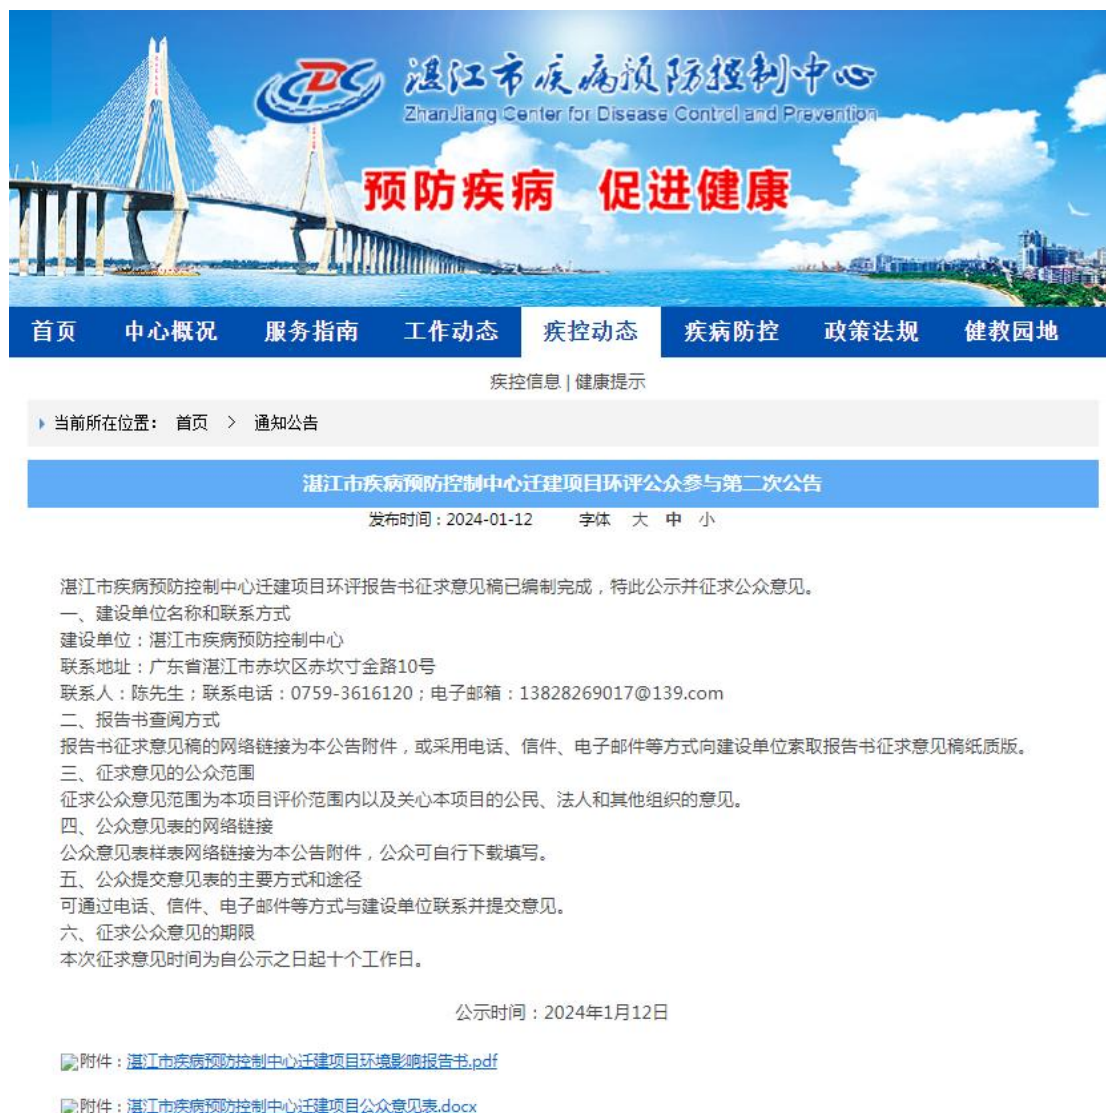 CDC
湛江市疾病预防控制中心
ZhanJiang Center for Disease Control and Prevention
预防疾病 促进健康
首页 中心概况 服务指南 工作动态 疾控动态 疾病防控 政策法规 健教园地
疾控信息 | 健康提示
当前所在位置： 首页 > 通知公告
湛江市疾病预防控制中心迁建项目环评公众参与第二次公告
发布时间：2024-01-12 字体 大 中 小
湛江市疾病预防控制中心迁建项目环评报告书征求意见稿已编制完成，特此公示并征求公众意见。
一、建设单位名称和联系方式
建设单位：湛江市疾病预防控制中心
联系地址：广东省湛江市赤坎区赤坎寸金路10号
联系人：陈先生；联系电话：0759-3616120；电子邮箱：13828269017@139.com
二、报告书查阅方式
报告书征求意见稿的网络链接为本公告附件，或采用电话、信件、电子邮件等方式向建设单位索取报告书征求意见稿纸质版。
三、征求意见的公众范围
征求公众意见范围为本项目评价范围内以及关心本项目的公民、法人和其他组织的意见。
四、公众意见表的网络链接
公众意见表样表网络链接为本公告附件，公众可自行下载填写。
五、公众提交意见表的主要方式和途径
可通过电话、信件、电子邮件等方式与建设单位联系并提交意见。
六、征求公众意见的期限
本次征求意见时间为自公示之日起十个工作日。
公示时间：2024年1月12日
附件：湛江市疾病预防控制中心迁建项目环境影响报告书.pdf
附件：湛江市疾病预防控制中心迁建项目公众意见表.docx